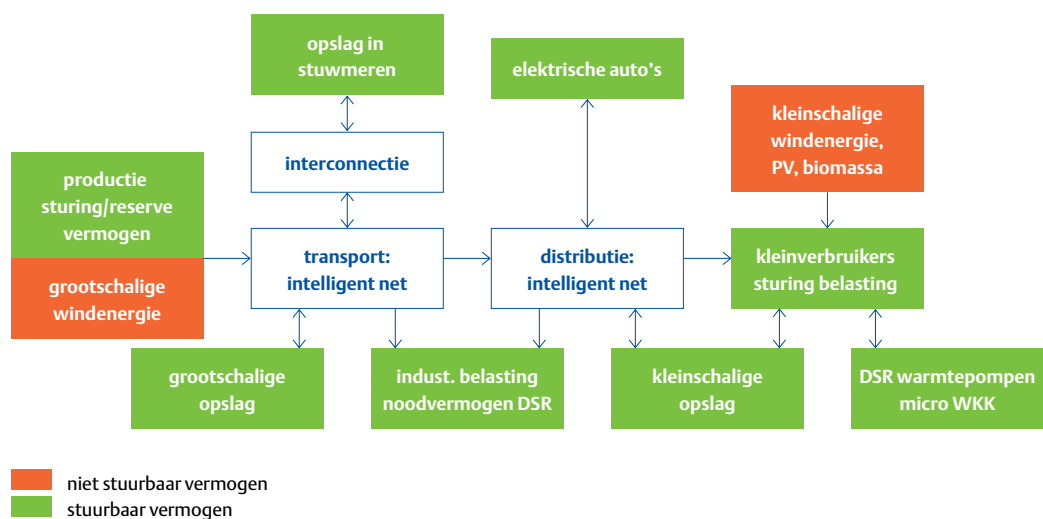 opslag in
stuwmeren
elektrische auto’s
kleinschalige
windenergie,
PV, biomassa
interconnectie
productie
sturing/reserve
vermogen
grootschalige
windenergie
transport:
intelligent net
distributie:
intelligent net
kleinverbruikers
sturing belasting
grootschalige
opslag
indust. belasting
noodvermogen DSR
kleinschalige
opslag
DSR warmtepompen
micro WKK
niet stuurbaar vermogen
stuurbaar vermogen